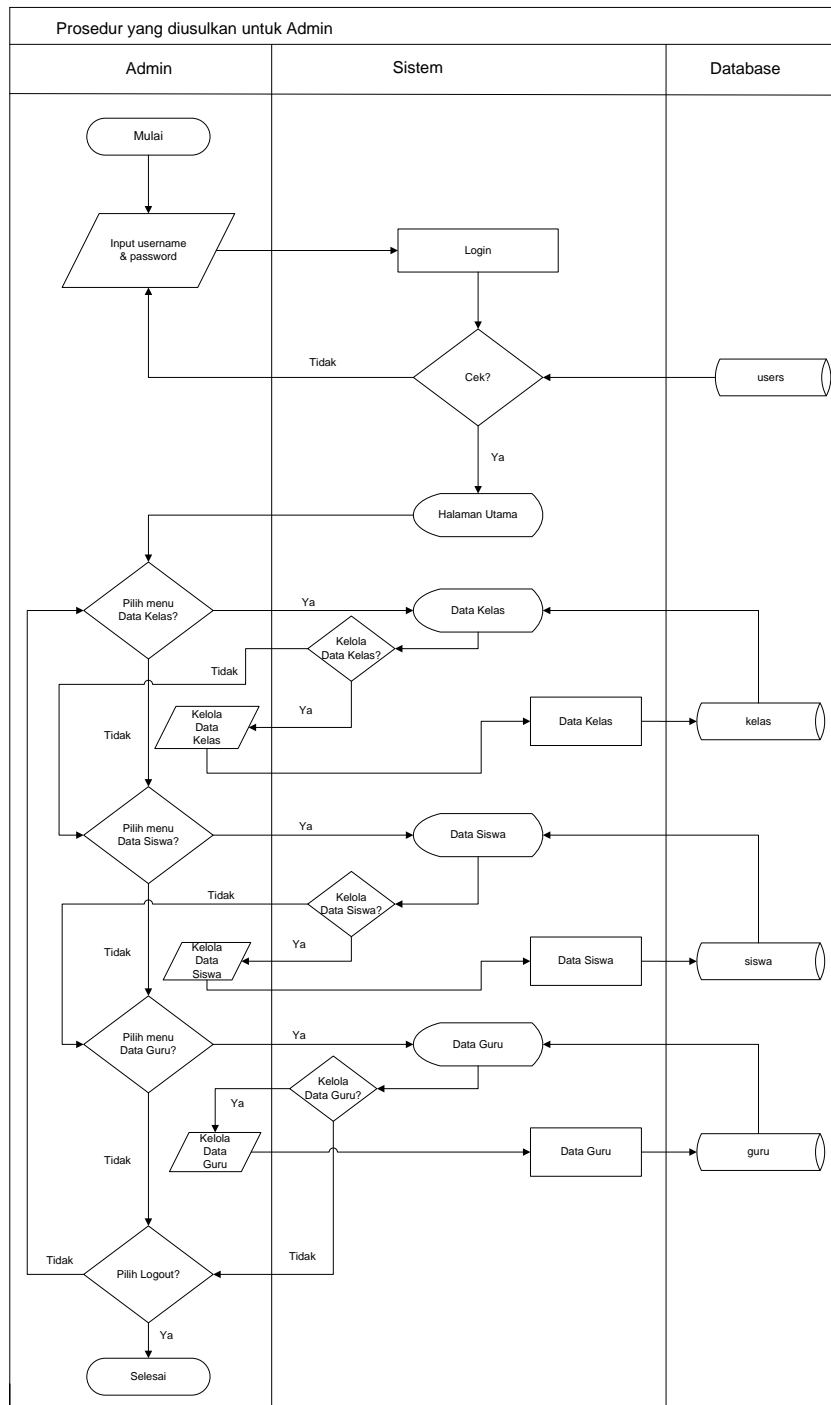 Prosedur yang diusulkan untuk Admin
Admin
Sistem
Database
Mulai
Input username
& password
Login
Tidak
Cek?
users
Ya
Halaman Utama
Pilih menu
Data Kelas?
Ya
Data Kelas
Kelola
Data Kelas?
Tidak
Ya
Kelola
Data
Kelas
Data Kelas
kelas
Tidak
Pilih menu
Data Siswa?
Ya
Data Siswa
Kelola
Data Siswa?
Tidak
Ya
Kelola
Data
Siswa
Data Siswa
siswa
Tidak
Pilih menu
Data Guru?
Ya
Data Guru
Kelola
Data Guru?
Ya
Kelola
Data
Guru
Data Guru
guru
Tidak
Tidak
Pilih Logout?
Tidak
Ya
Selesai